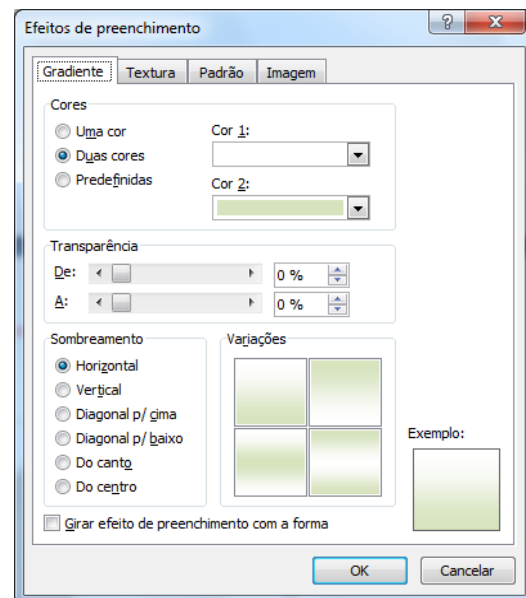 Efeitos de preenchimento
Gradiente Textura Padrão Imagem
Cores
Uma cor Cor 1:
Duas cores
Predefinidas Cor 2:
Transparência
De: 0 %
A: 0 %
Sombreamento Variações
Horizontal
Vertical
Diagonal p/ cima
Diagonal p/ baixo Exemplo:
Do canto
Do centro
Girar efeito de preenchimento com a forma
OK Cancelar